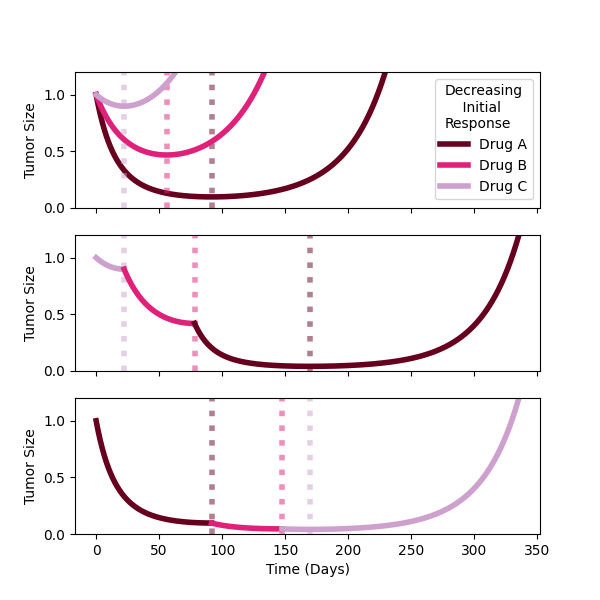 Tumor Size
1.0
0.5
0.0
Decreasing
Initial
Response
Drug A
Drug B
Drug C
Tumor Size
1.0
0.5
0.0
Tumor Size
1.0
0.5
0.0
0 50 100 150 200 250 300 350
Time (Days)